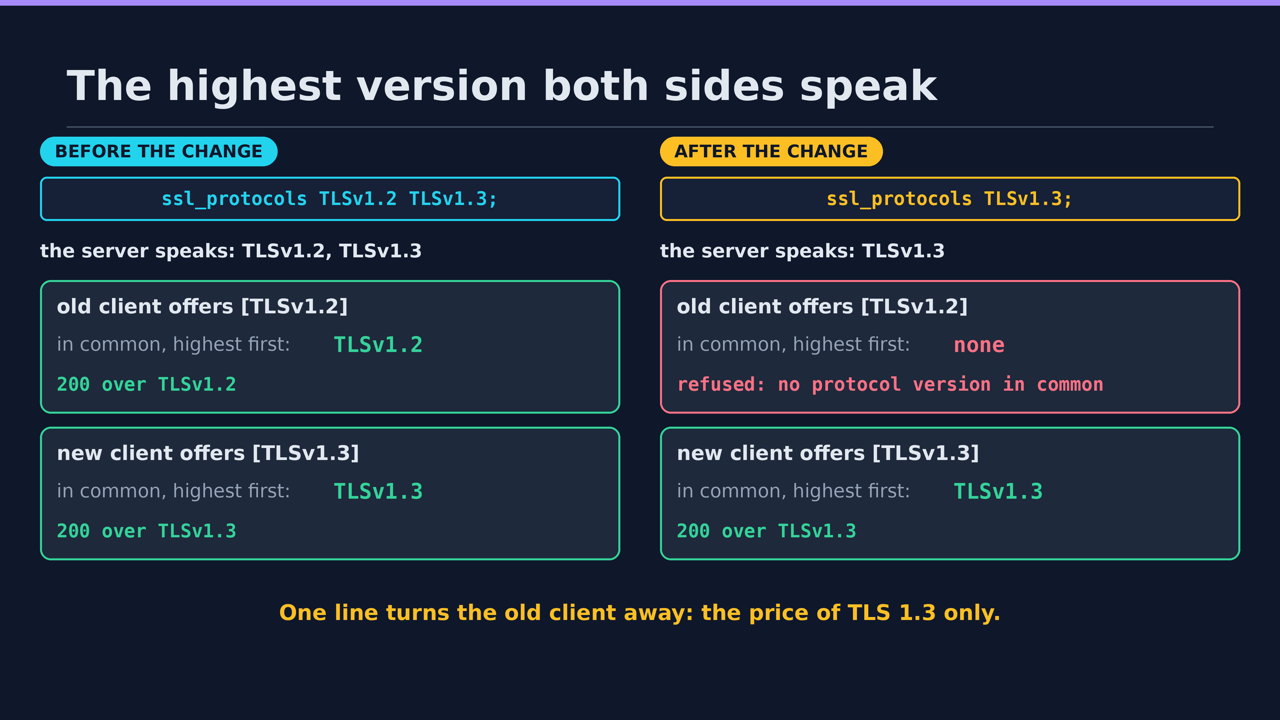 The highest version both sides speak
BEFORE THE CHANGE
ssl_protocols TLSv1.2 TLSv1.3;
the server speaks: TLSv1.2, TLSv1.3
old client offers [TLSv1.2]
in common, highest first: TLSv1.2
200 over TLSv1.2
new client offers [TLSv1.3]
in common, highest first: TLSv1.3
200 over TLSv1.3
AFTER THE CHANGE
ssl_protocols TLSv1.3;
the server speaks: TLSv1.3
old client offers [TLSv1.2]
in common, highest first: none
refused: no protocol version in common
new client offers [TLSv1.3]
in common, highest first: TLSv1.3
200 over TLSv1.3
One line turns the old client away: the price of TLS 1.3 only.